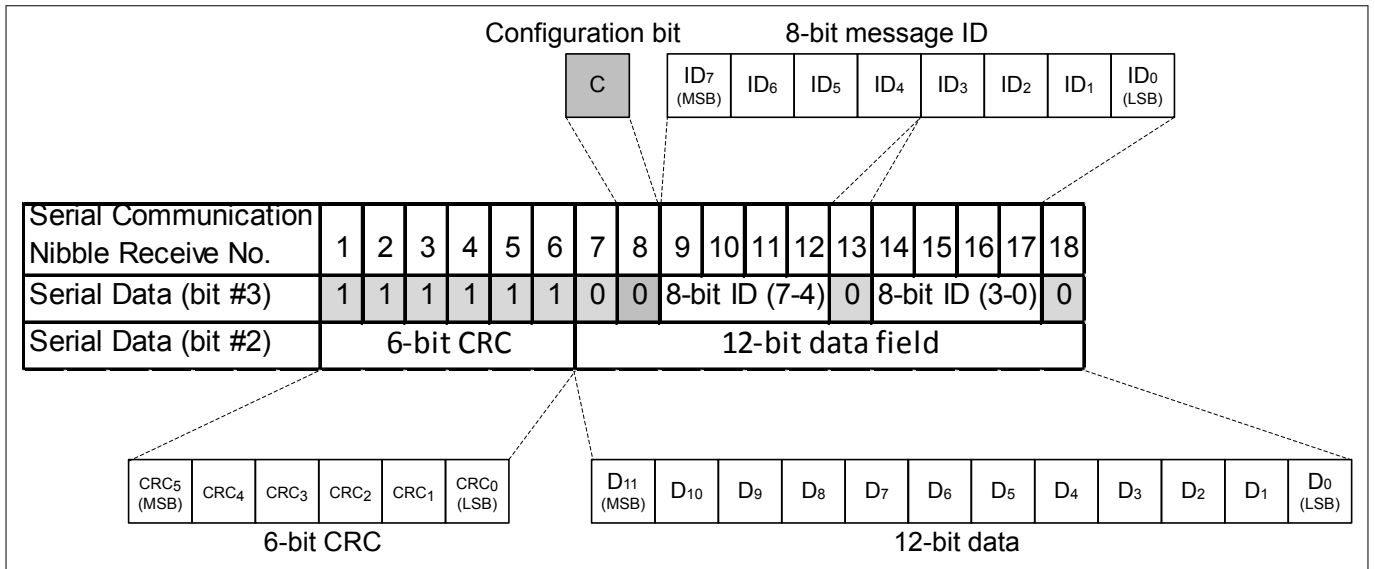 Configuration bit 8-bit message ID
C ID7 (MSB) ID6 ID5 ID4 ID3 ID2 ID1 ID0 (LSB)
Serial Communication
Nibble Receive No. 1 2 3 4 5 6 7 8 9 10 11 12 13 14 15 16 17 18
Serial Data (bit #3) 1 1 1 1 1 1 0 0 8-bit ID (7-4) 0 8-bit ID (3-0) 0
Serial Data (bit #2) 6-bit CRC 12-bit data field
CRC5 (MSB) CRC4 CRC3 CRC2 CRC1 CRC0 (LSB) D11 (MSB) D10 D9 D8 D7 D6 D5 D4 D3 D2 D1 D0 (LSB)
6-bit CRC 12-bit data